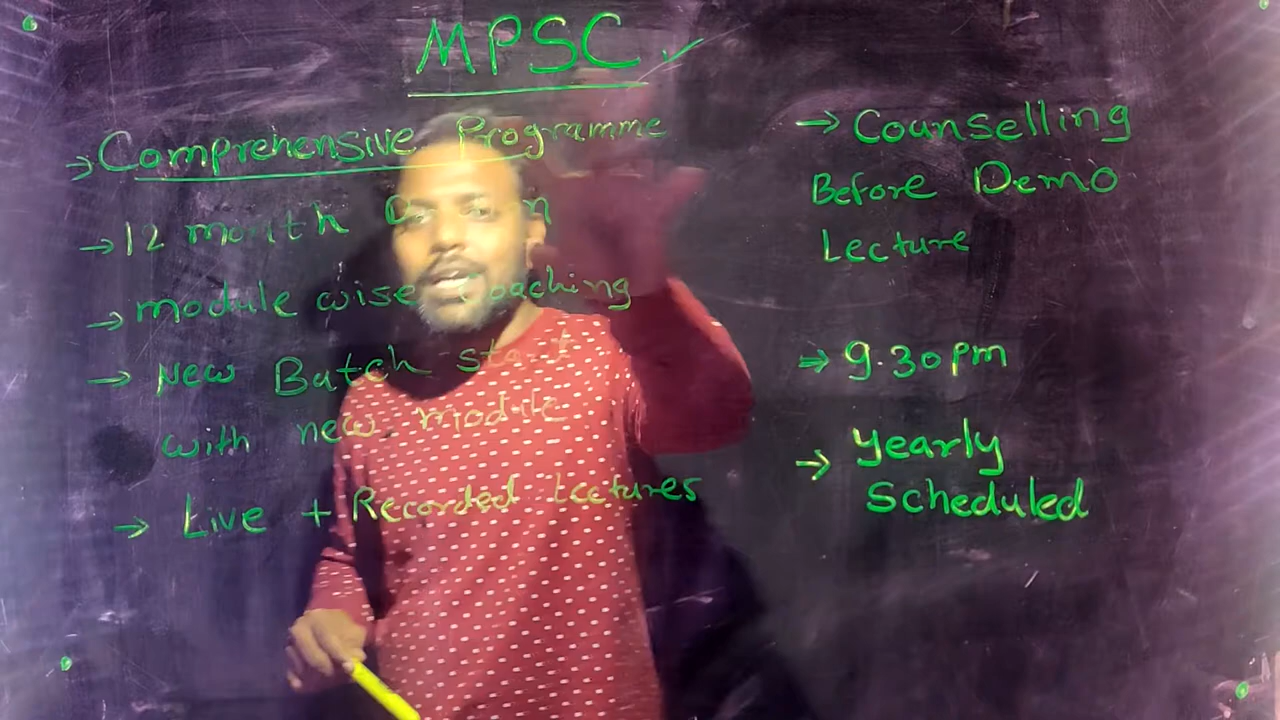 MPSC
→ Comprehensive Programme
→ 12 month
→ module wise coaching
→ New Batch start
with new module
→ Live + Recorded Lectures
→ Counselling
Before Demo
Lecture
→ 9.30 pm
→ Yearly
Scheduled